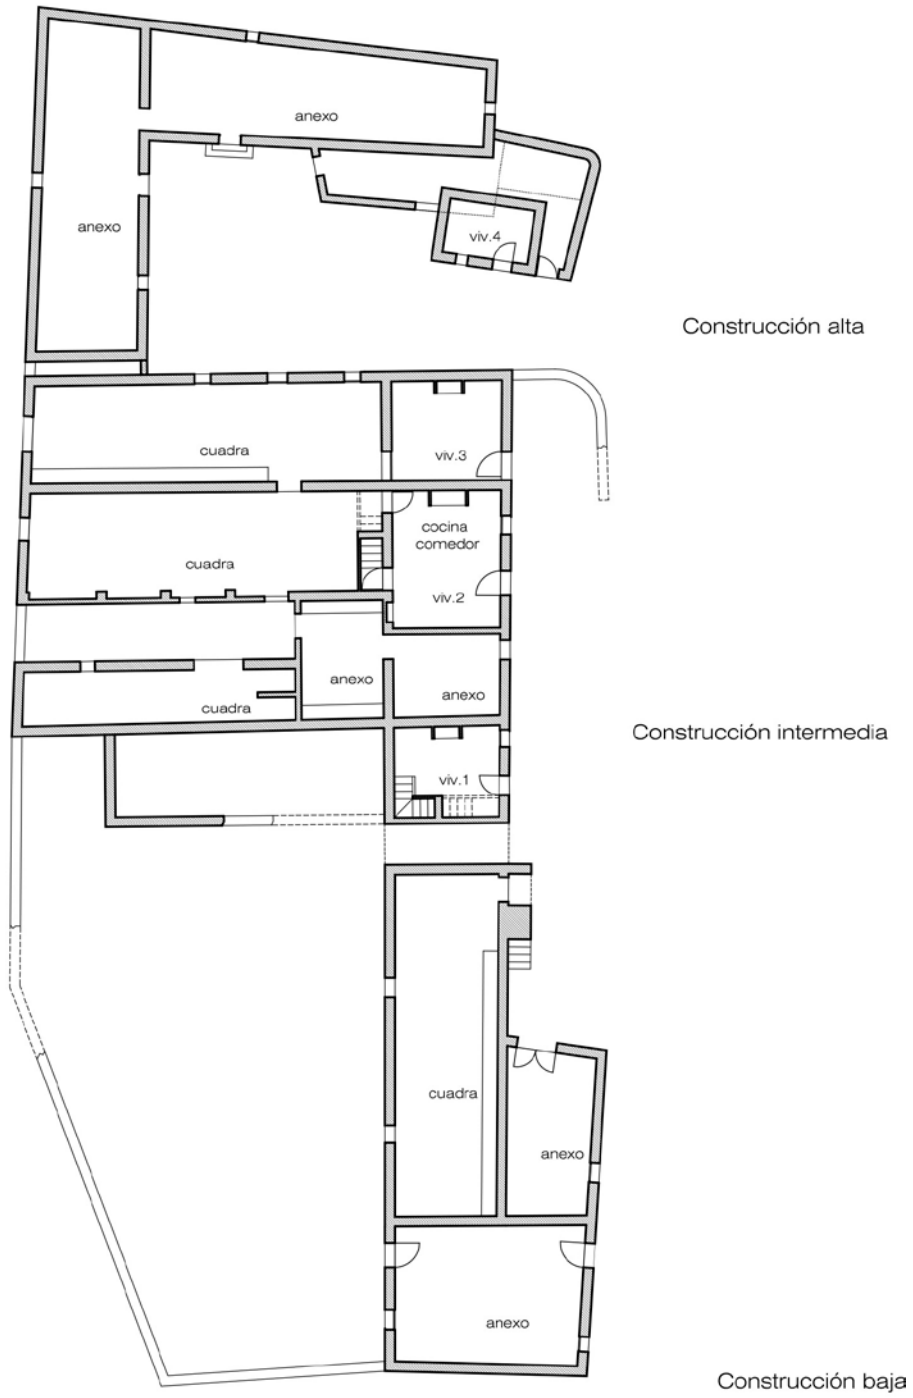 anexo
anexo
viv.4
Construcción alta
cuadra
viv.3
cocina
comedor
cuadra
viv.2
anexo
anexo
cuadra
Construcción intermedia
viv.1
cuadra
anexo
anexo
Construcción baja